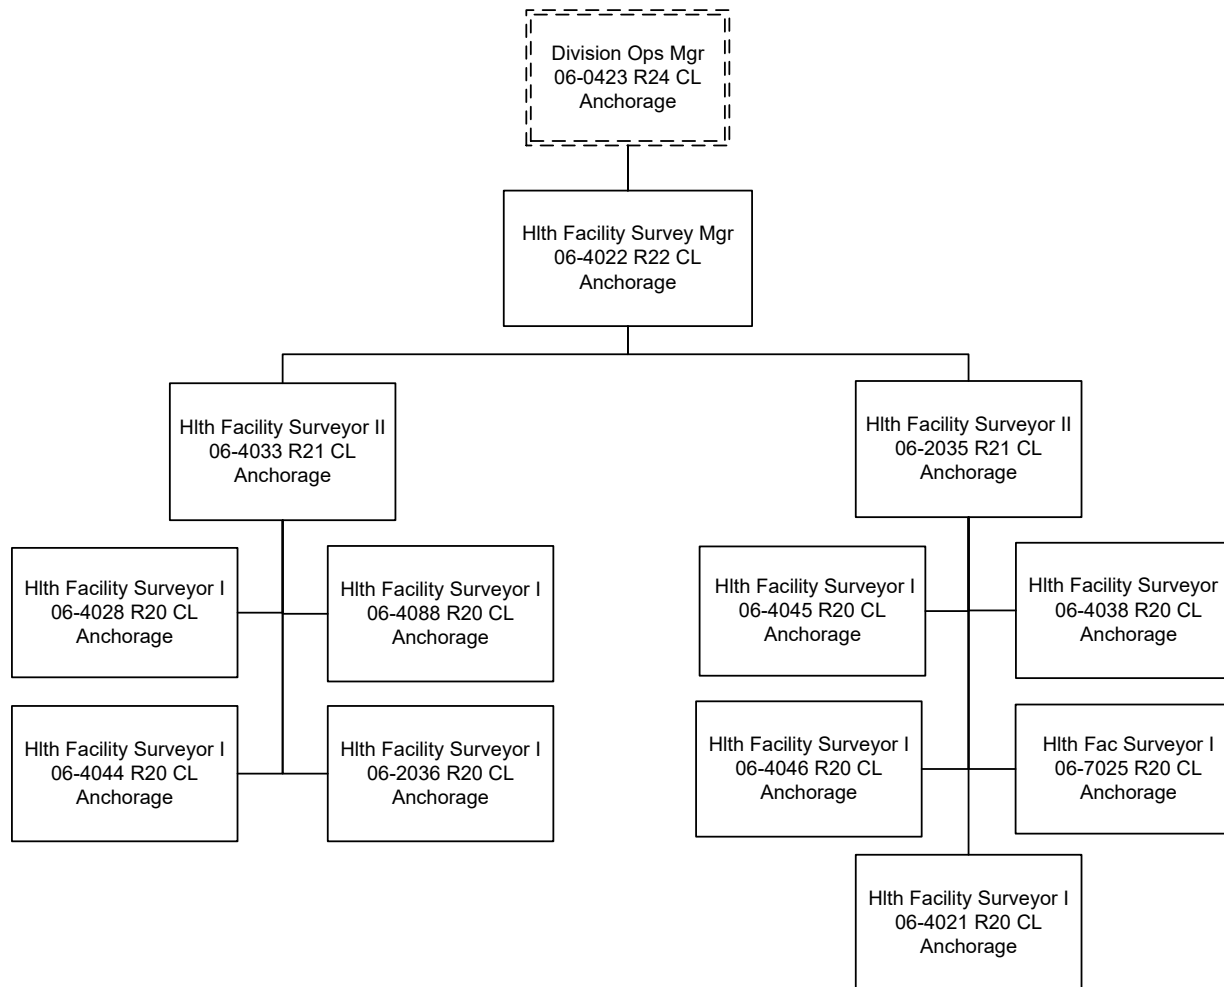 Division Ops Mgr
06-0423 R24 CL
Anchorage
Hlth Facility Survey Mgr
06-4022 R22 CL
Anchorage
Hlth Facility Surveyor II
06-4033 R21 CL
Anchorage
Hlth Facility Surveyor II
06-2035 R21 CL
Anchorage
Hlth Facility Surveyor I
06-4028 R20 CL
Anchorage
Hlth Facility Surveyor I
06-4088 R20 CL
Anchorage
Hlth Facility Surveyor I
06-4045 R20 CL
Anchorage
Hlth Facility Surveyor
06-4038 R20 CL
Anchorage
Hlth Facility Surveyor I
06-4044 R20 CL
Anchorage
Hlth Facility Surveyor I
06-2036 R20 CL
Anchorage
Hlth Facility Surveyor I
06-4046 R20 CL
Anchorage
Hlth Fac Surveyor I
06-7025 R20 CL
Anchorage
Hlth Facility Surveyor I
06-4021 R20 CL
Anchorage